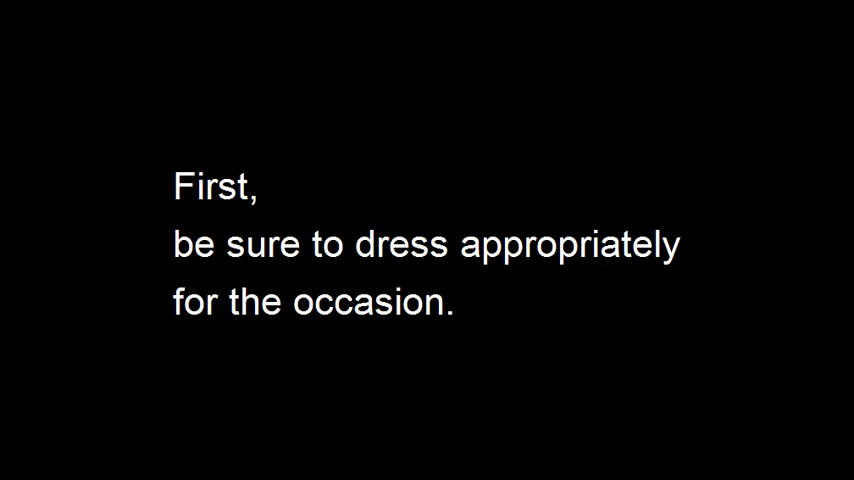 First,
be sure to dress appropriately
for the occasion.